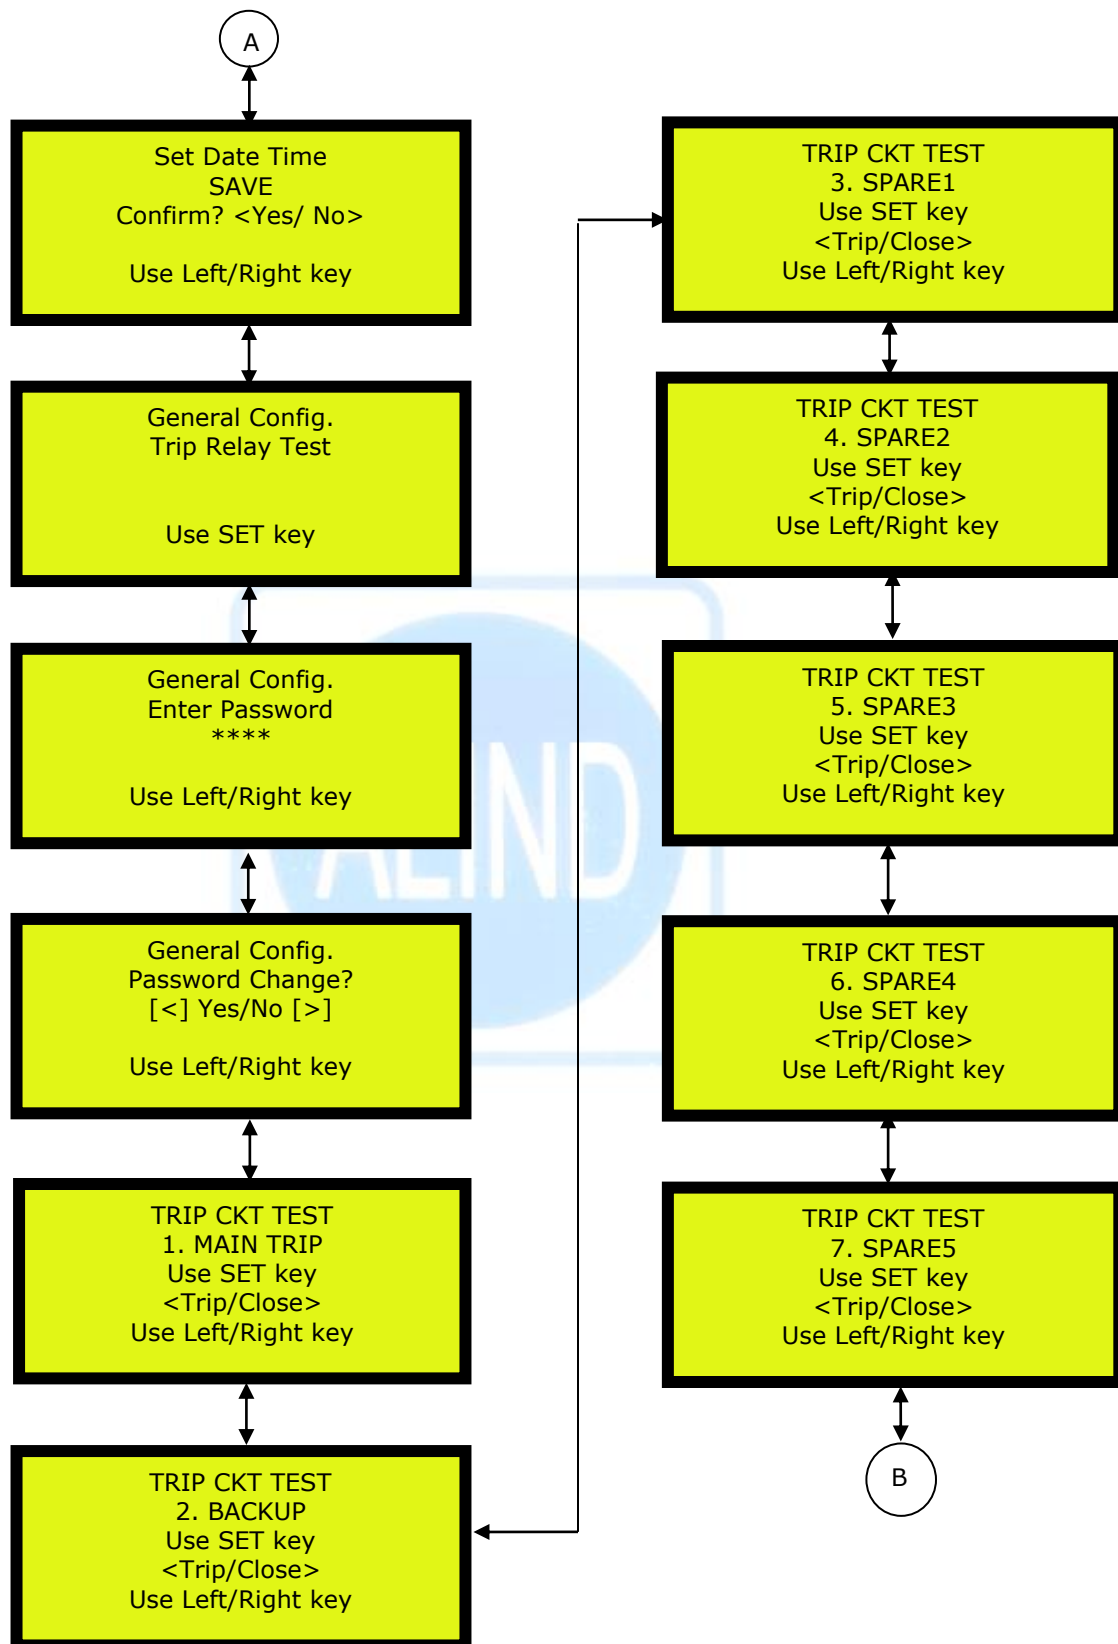 A
Set Date Time
SAVE
Confirm? <Yes/ No>
Use Left/Right key
General Config.
Trip Relay Test
Use SET key
General Config.
Enter Password
****
Use Left/Right key
General Config.
Password Change?
[<] Yes/No [>]
Use Left/Right key
TRIP CKT TEST
1. MAIN TRIP
Use SET key
<Trip/Close>
Use Left/Right key
TRIP CKT TEST
2. BACKUP
Use SET key
<Trip/Close>
Use Left/Right key
TRIP CKT TEST
3. SPARE1
Use SET key
<Trip/Close>
Use Left/Right key
TRIP CKT TEST
4. SPARE2
Use SET key
<Trip/Close>
Use Left/Right key
TRIP CKT TEST
5. SPARE3
Use SET key
<Trip/Close>
Use Left/Right key
TRIP CKT TEST
6. SPARE4
Use SET key
<Trip/Close>
Use Left/Right key
TRIP CKT TEST
7. SPARE5
Use SET key
<Trip/Close>
Use Left/Right key
B
ALIND